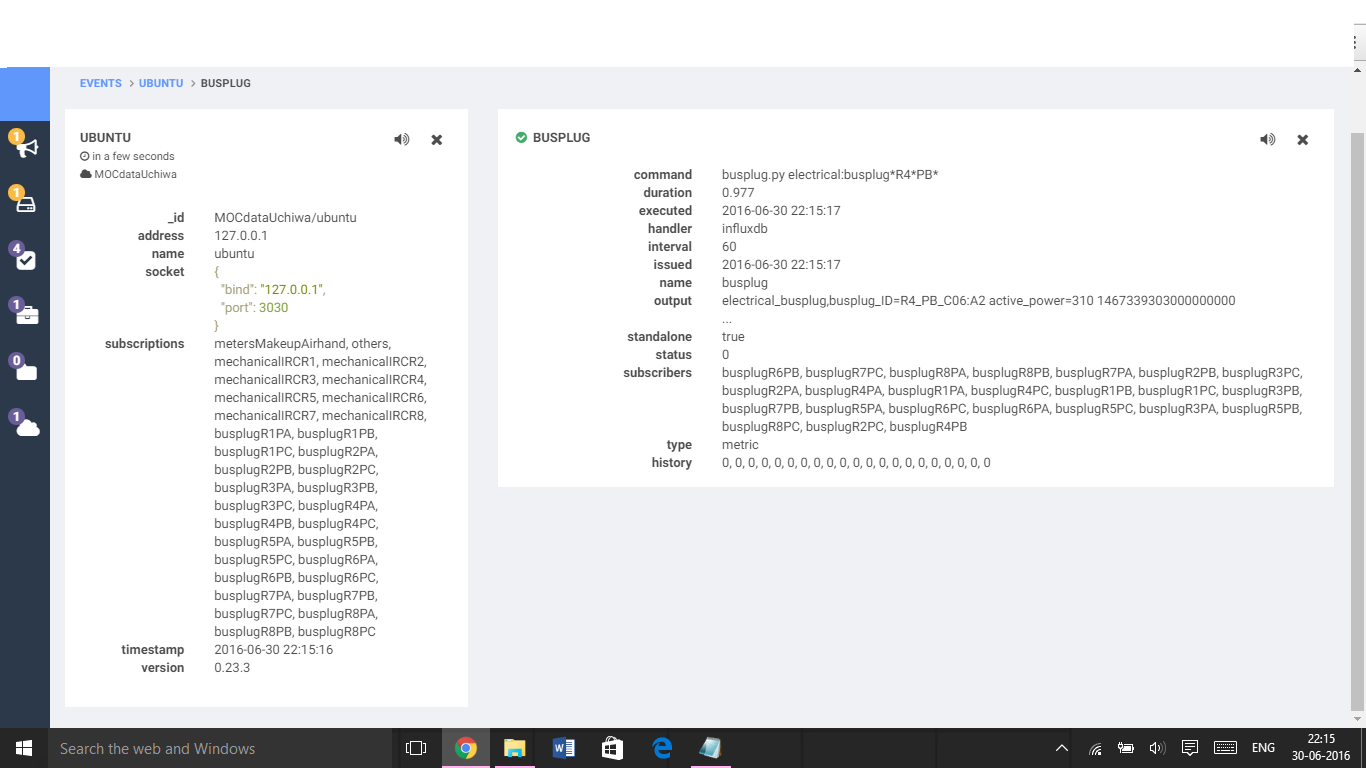 EVENTS > UBUNTU > BUSPLUG
1
1
4
1
0
1
UBUNTU
in a few seconds
MOCdataUchiwa
_id MOCdataUchiwa/ubuntu
address 127.0.0.1
name ubuntu
socket {
"bind": "127.0.0.1",
"port": 3030
}
subscriptions metersMakeupAirhand, others,
mechanicalIRCR1, mechanicalIRCR2,
mechanicalIRCR3, mechanicalIRCR4,
mechanicalIRCR5, mechanicalIRCR6,
mechanicalIRCR7, mechanicalIRCR8,
busplugR1PA, busplugR1PB,
busplugR1PC, busplugR2PA,
busplugR2PB, busplugR2PC,
busplugR3PA, busplugR3PB,
busplugR3PC, busplugR4PA,
busplugR4PB, busplugR4PC,
busplugR5PA, busplugR5PB,
busplugR5PC, busplugR6PA,
busplugR6PB, busplugR6PC,
busplugR7PA, busplugR7PB,
busplugR7PC, busplugR8PA,
busplugR8PB, busplugR8PC
timestamp 2016-06-30 22:15:16
version 0.23.3
BUSPLUG
command busplug.py electrical:busplug*R4*PB*
duration 0.977
executed 2016-06-30 22:15:17
handler influxdb
interval 60
issued 2016-06-30 22:15:17
name busplug
output electrical_busplug,busplug_ID=R4_PB_C06:A2 active_power=310 1467339303000000000
...
standalone true
status 0
subscribers busplugR6PB, busplugR7PC, busplugR8PA, busplugR8PB, busplugR7PA, busplugR2PB, busplugR3PC,
busplugR2PA, busplugR4PA, busplugR1PA, busplugR4PC, busplugR1PB, busplugR1PC, busplugR3PB,
busplugR7PB, busplugR5PA, busplugR6PC, busplugR6PA, busplugR5PC, busplugR3PA, busplugR5PB,
busplugR8PC, busplugR2PC, busplugR4PB
type metric
history 0, 0, 0, 0, 0, 0, 0, 0, 0, 0, 0, 0, 0, 0, 0, 0, 0, 0, 0, 0, 0
Search the web and Windows
ENG
22:15
30-06-2016